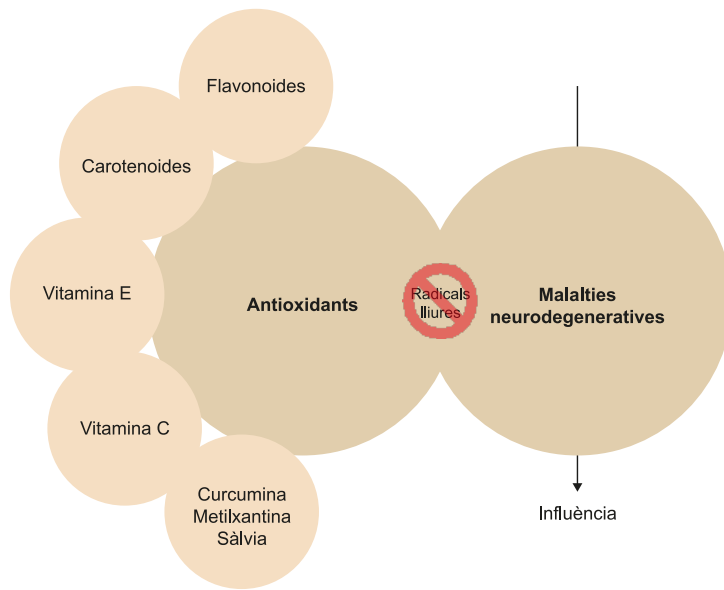 Flavonoides
Carotenoides
Vitamina E
Antioxidants
Radicals
lliures
Malalties
neurodegeneratives
Vitamina C
Curcumina
Metilxantina
Sàlvia
Influència